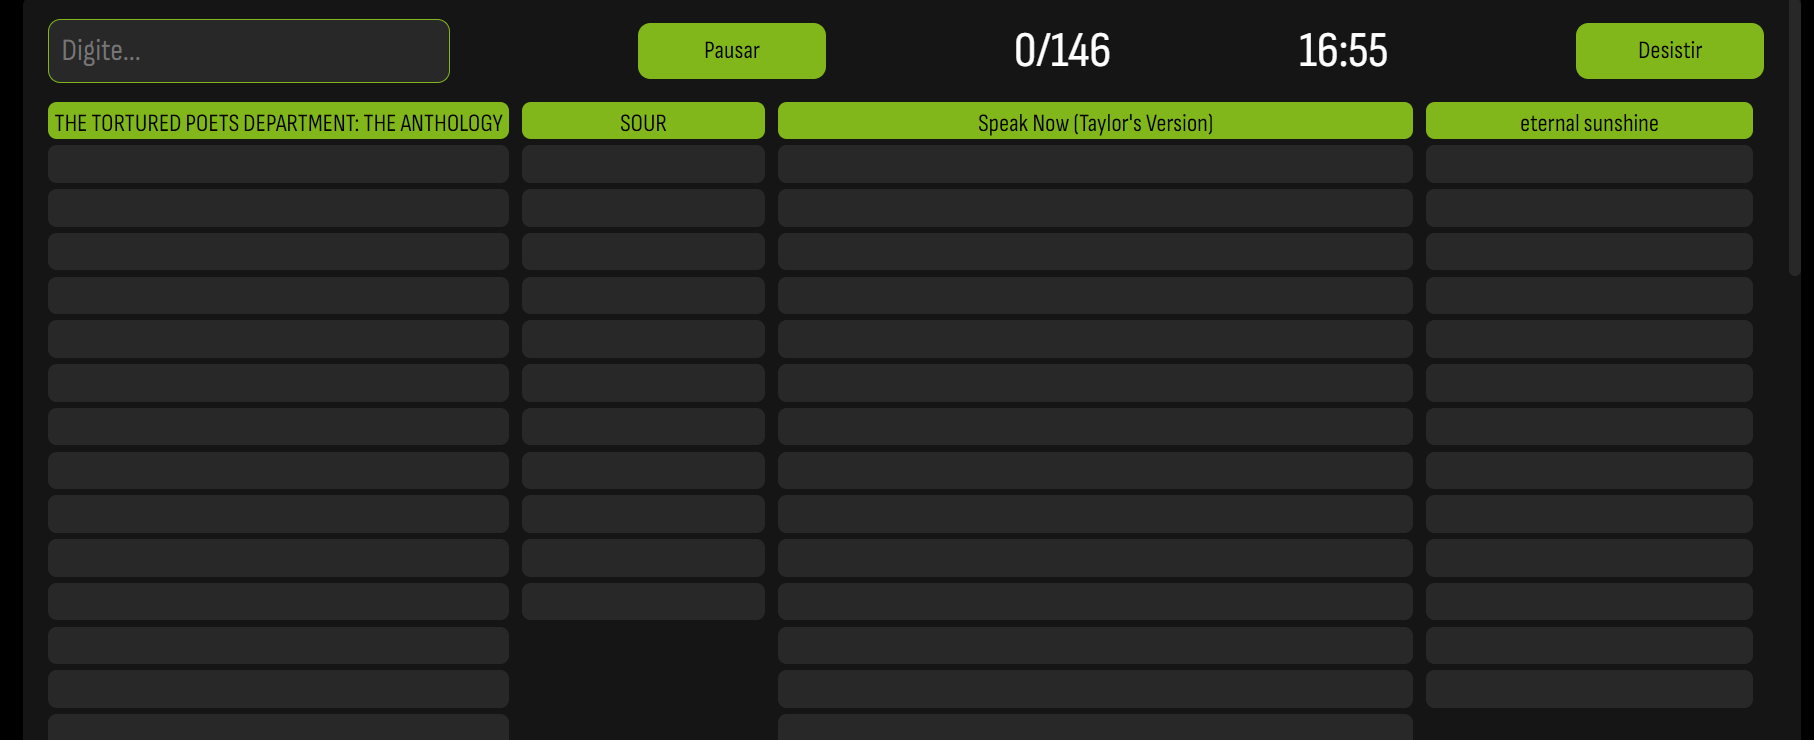 Digite...
Pausar
0/146
16:55
Desistir
THE TORTURED POETS DEPARTMENT: THE ANTHOLOGY
SOUR
Speak Now (Taylor's Version)
eternal sunshine